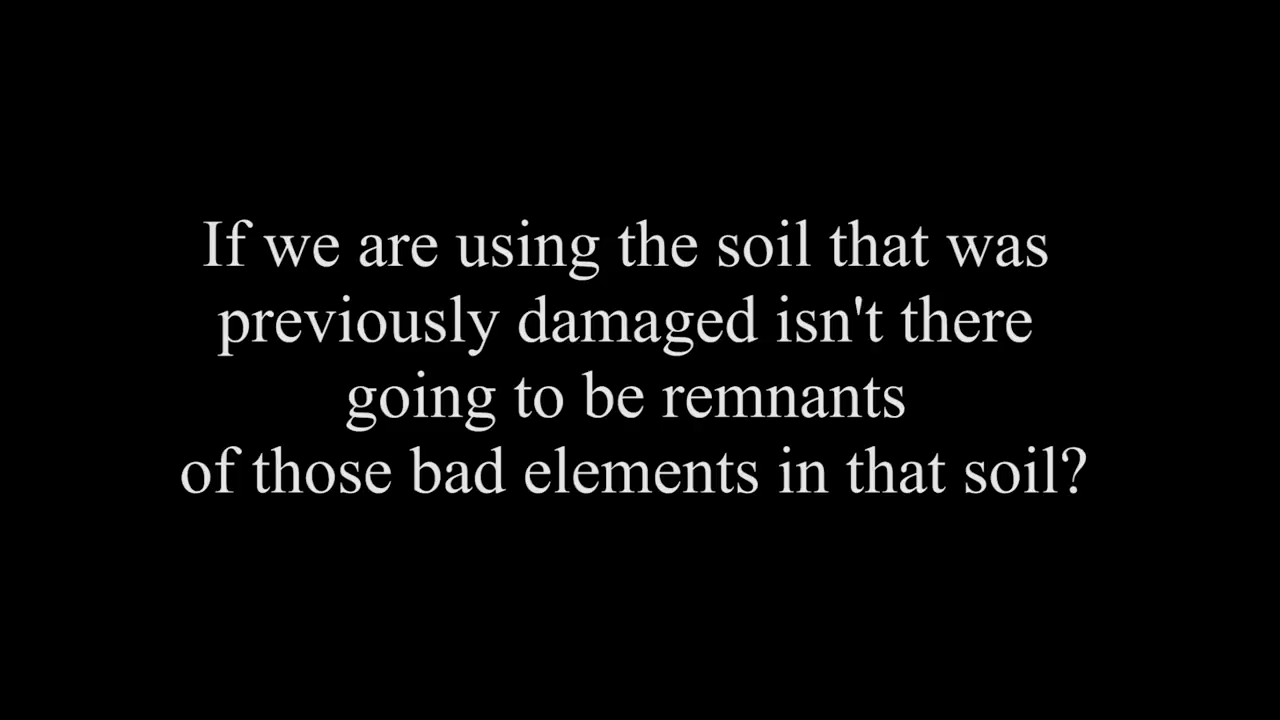 If we are using the soil that was
previously damaged isn't there
going to be remnants
of those bad elements in that soil?